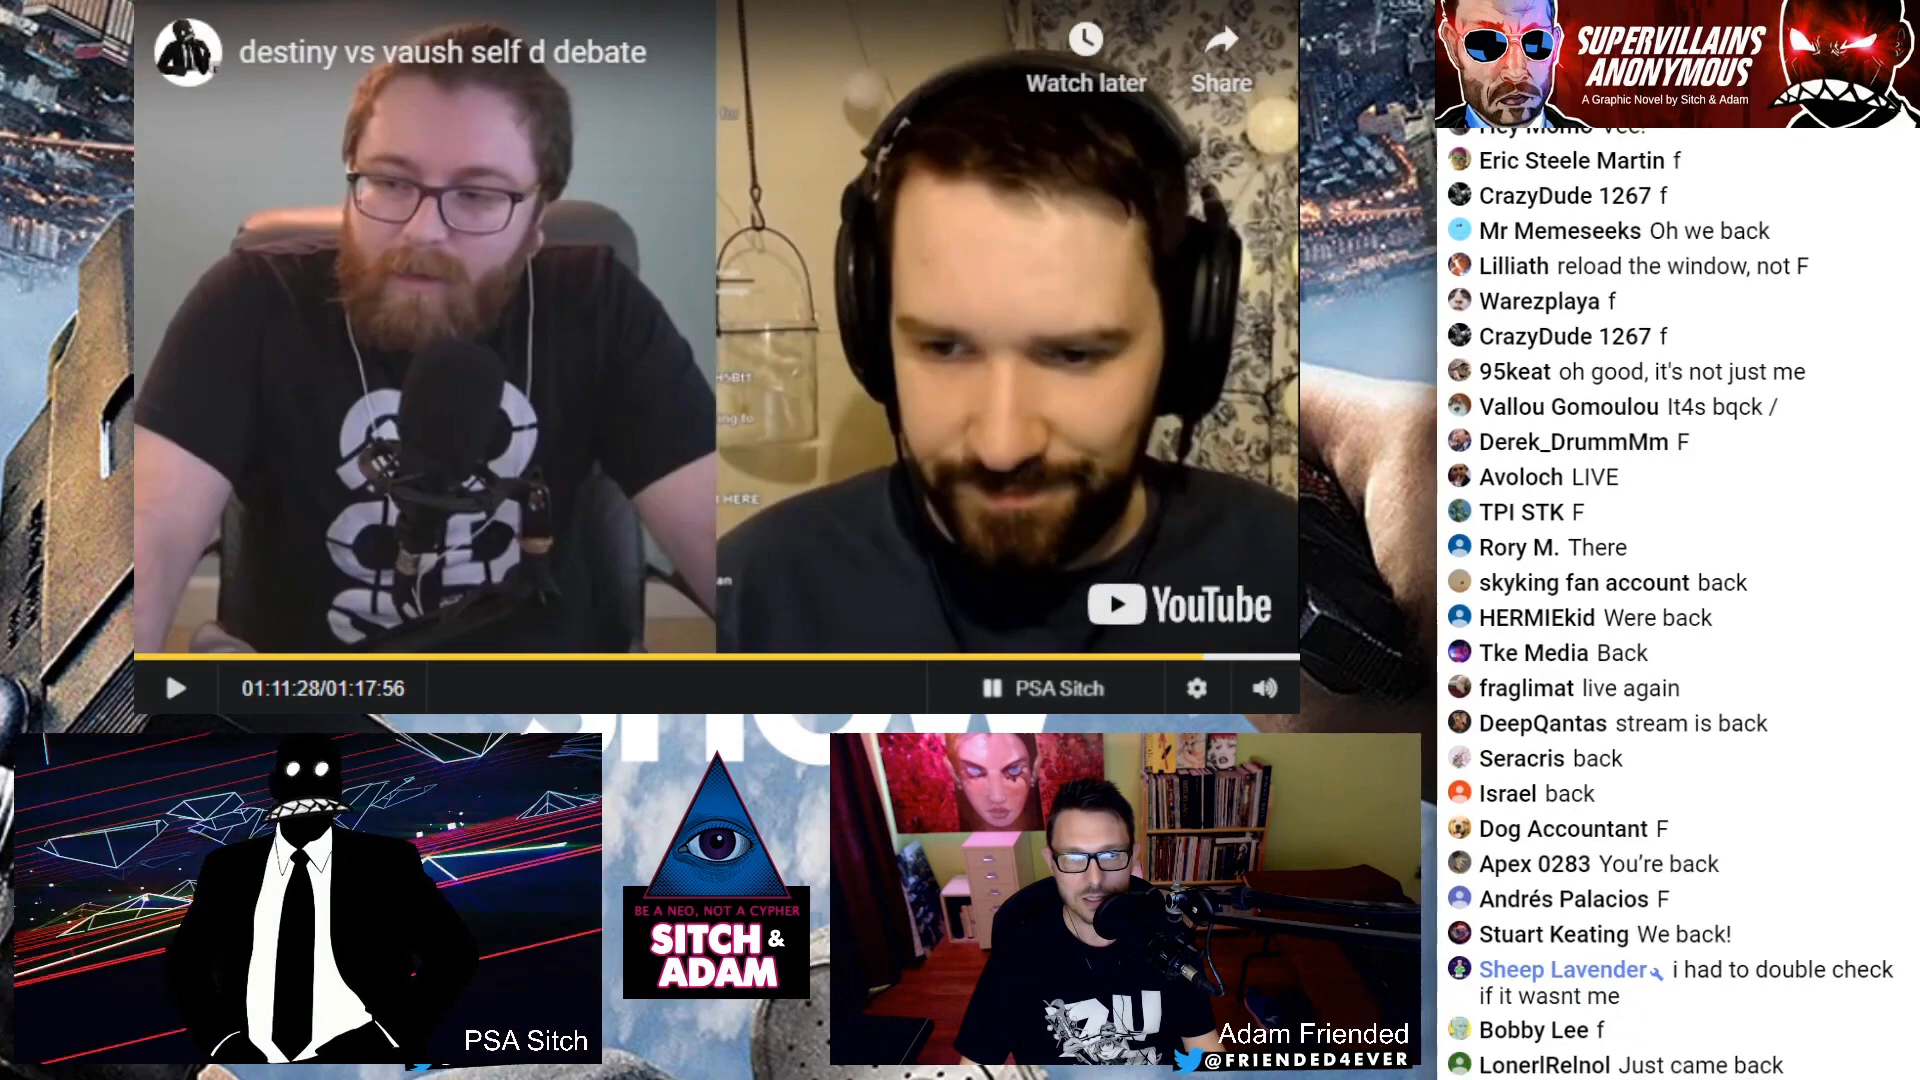 destiny vs vaush self d debate
Watch later
Share
HERE
YouTube
01:11:28/01:17:56
PSA Sitch
SHOW
PSA Sitch
BE A NEO, NOT A CYPHER
SITCH &
ADAM
Adam Friended
@FRIENDED4EVER
SUPERVILLAINS
ANONYMOUS
A Graphic Novel by Sitch & Adam
Eric Steele Martin f
CrazyDude 1267 f
Mr Memeseeks Oh we back
Lilliath reload the window, not F
Warezplaya f
CrazyDude 1267 f
95keat oh good, it's not just me
Vallou Gomoulou It4s bqck /
Derek_DrummMm F
Avoloch LIVE
TPI STK F
Rory M. There
skyking fan account back
HERMIEkid Were back
Tke Media Back
fraglimat live again
DeepQantas stream is back
Seracris back
Israel back
Dog Accountant F
Apex 0283 You’re back
Andrés Palacios F
Stuart Keating We back!
Sheep Lavender i had to double check
if it wasnt me
Bobby Lee f
LonerlRelnol Just came back